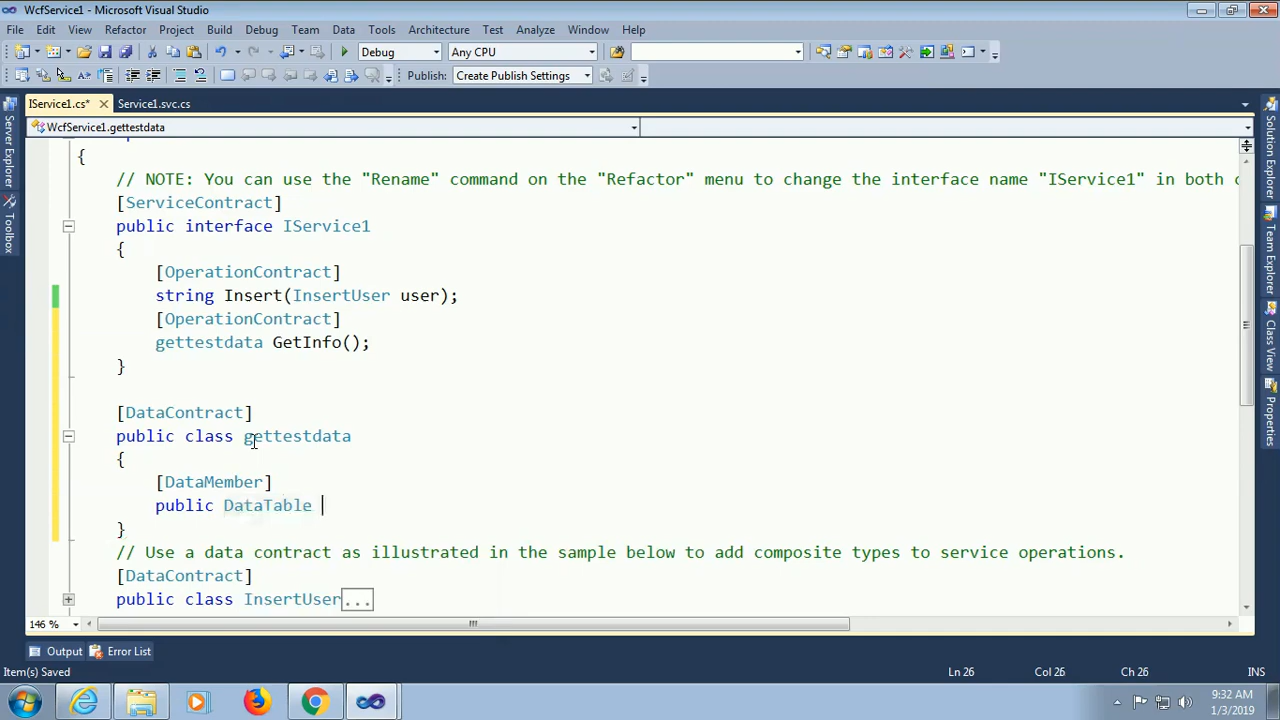 WcfService1 - Microsoft Visual Studio
File Edit View Refactor Project Build Debug Team Data Tools Architecture Test Analyze Window Help
Debug Any CPU
Publish: Create Publish Settings
IService1.cs* Service1.svc.cs
WcfService1.gettestdata
{
// NOTE: You can use the "Rename" command on the "Refactor" menu to change the interface name "IService1" in both
[ServiceContract]
public interface IService1
{
[OperationContract]
string Insert(InsertUser user);
[OperationContract]
gettestdata GetInfo();
}
[DataContract]
public class gettestdata
{
[DataMember]
public DataTable
}
// Use a data contract as illustrated in the sample below to add composite types to service operations.
[DataContract]
public class InsertUser...
146 %
Output Error List
Item(s) Saved Ln 26 Col 26 Ch 26 INS
9:32 AM
1/3/2019
Server Explorer
Toolbox
Solution Explorer
Team Explorer
Class View
Properties